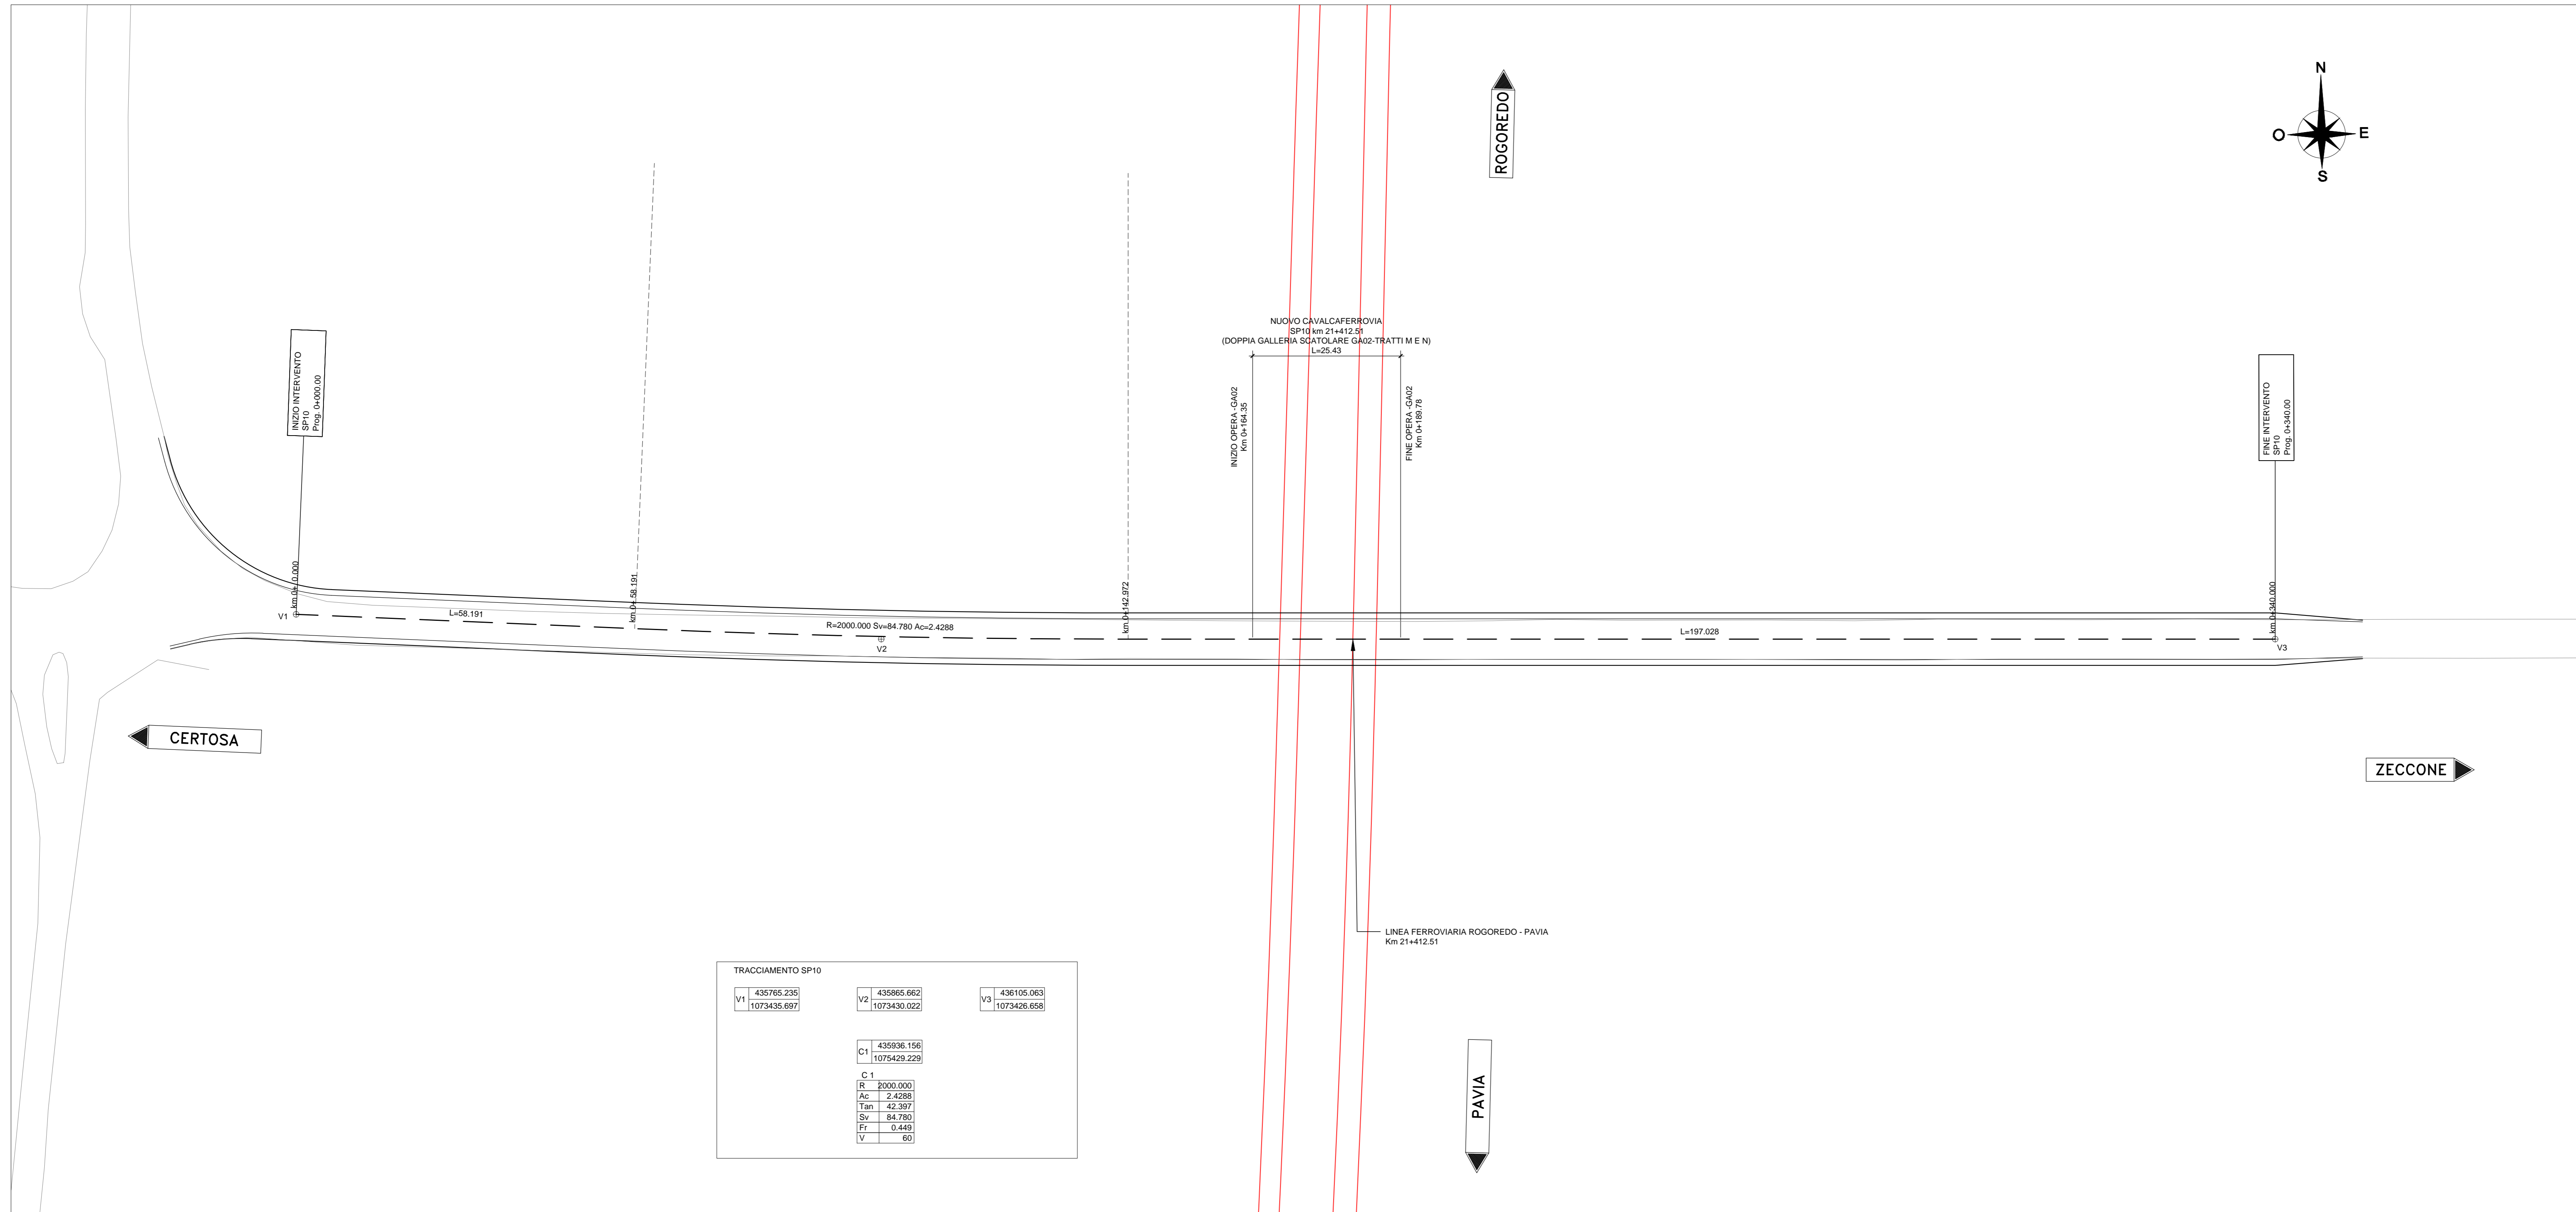 N
O
E
S
ROGOREDO
NUOVO CAVALCAFERROVIA
SP10 km 21+412.51
(DOPPIA GALLERIA SCATOLARE GA02-TRATTI M E N)
L=25.43
INIZIO INTERVENTO
SP10
Prog. 0+000.00
INIZIO OPERA -GA02
Km 0+164.35
FINE OPERA -GA02
Km 0+189.78
FINE INTERVENTO
SP10
Prog. 0+340.00
km 0+ 0.000
km 0+ 58.191
km 0+142.972
km 0+340.000
V1
L=58.191
R=2000.000 Sv=84.780 Ac=2.4288
V2
L=197.028
V3
CERTOSA
ZECCONE
LINEA FERROVIARIA ROGOREDO - PAVIA
Km 21+412.51
TRACCIAMENTO SP10
V1 435765.235
1073435.697
V2 435865.662
1073430.022
V3 436105.063
1073426.658
C1 435936.156
1075429.229
C 1
R 2000.000
Ac 2.4288
Tan 42.397
Sv 84.780
Fr 0.449
V 60
PAVIA